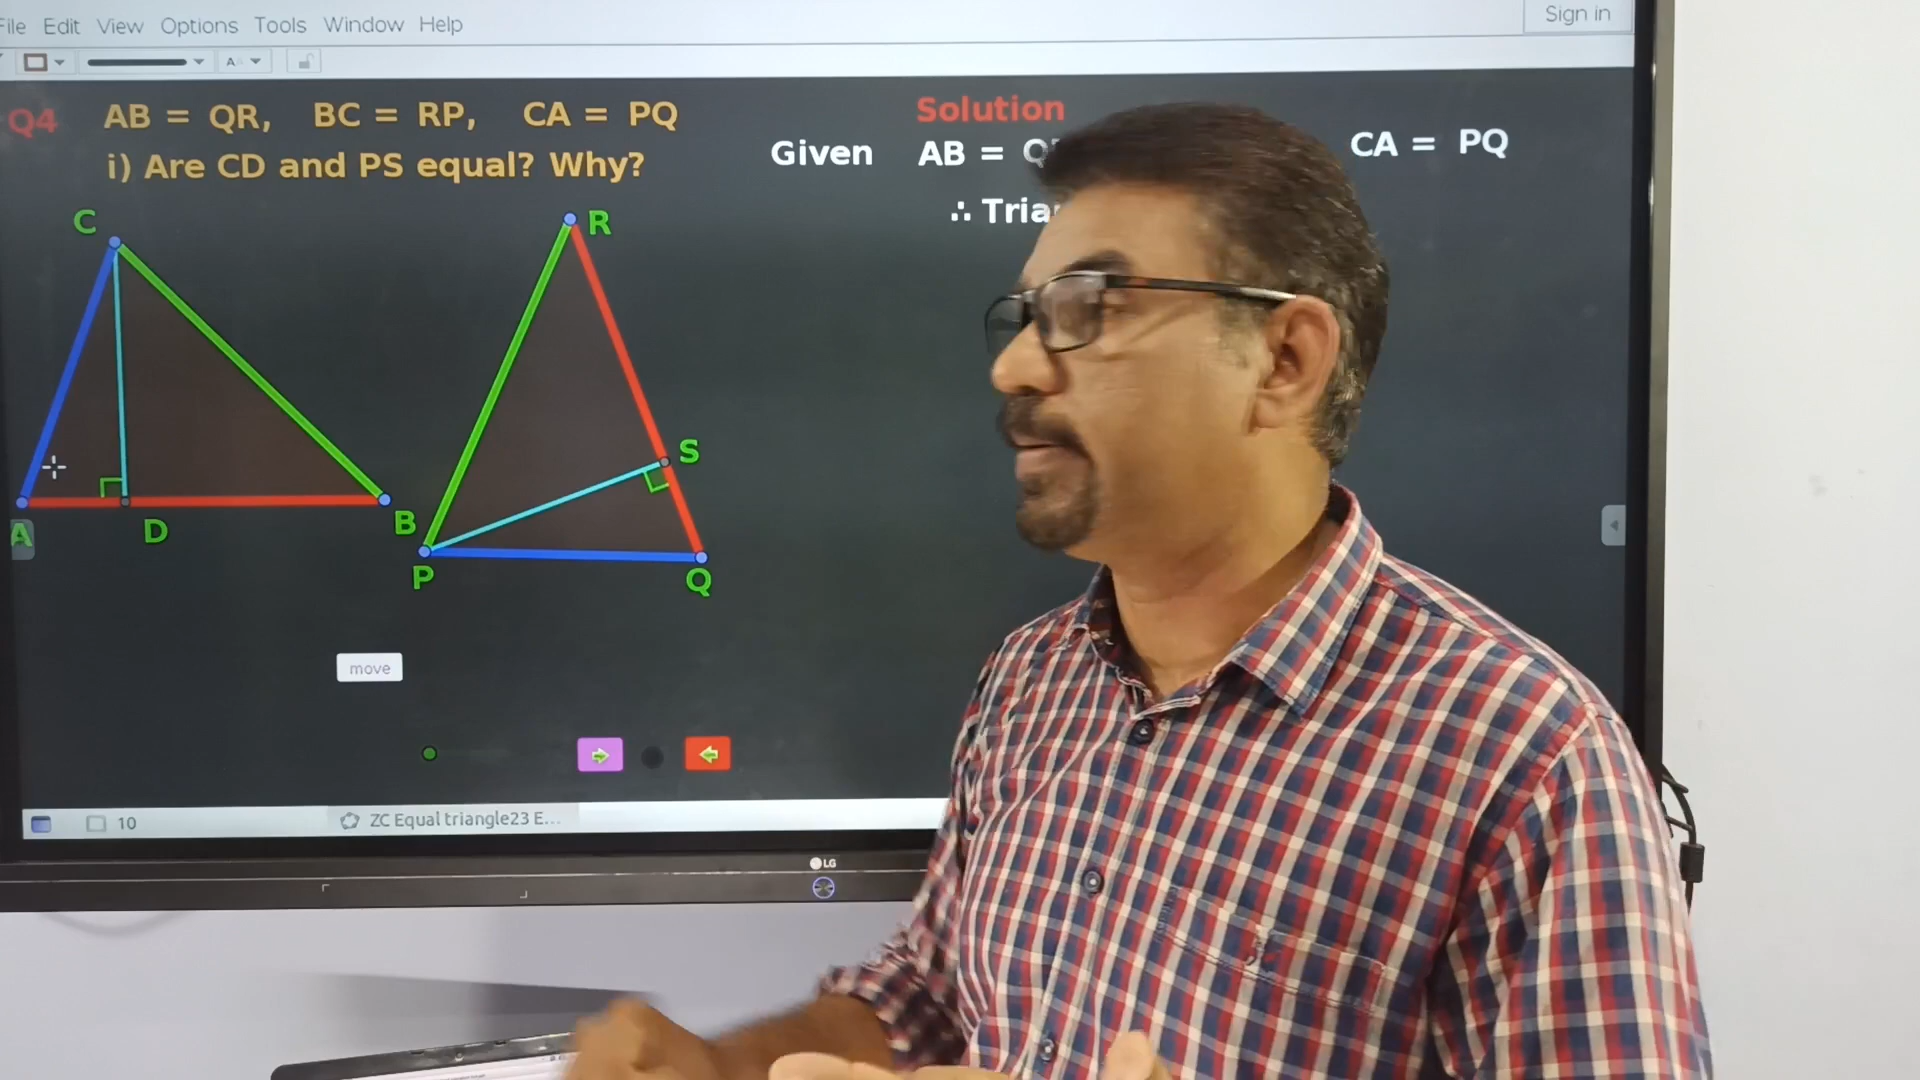 File Edit View Options Tools Window Help
Sign in
Q4 AB = QR, BC = RP, CA = PQ
i) Are CD and PS equal? Why?
Solution
Given AB = CA = PQ
∴
C
R
S
A
D
B
P
Q
move
10
ZC Equal triangle23 E...
LG